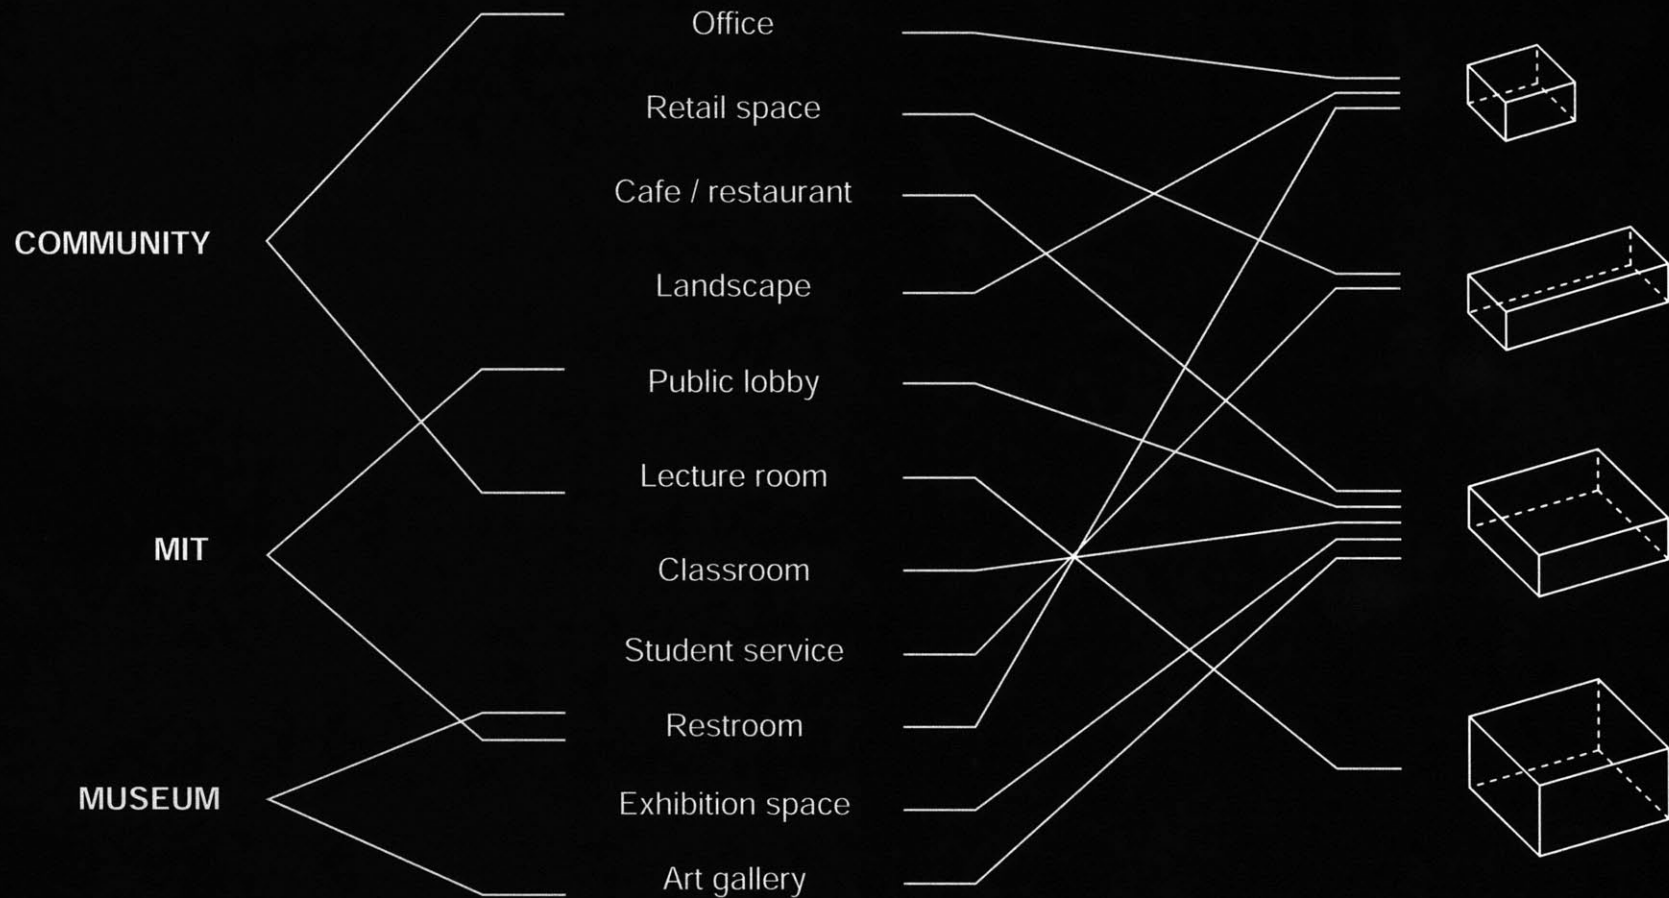 COMMUNITY
MIT
MUSEUM
Office
Retail space
Cafe / restaurant
Landscape
Public lobby
Lecture room
Classroom
Student service
Restroom
Exhibition space
Art gallery